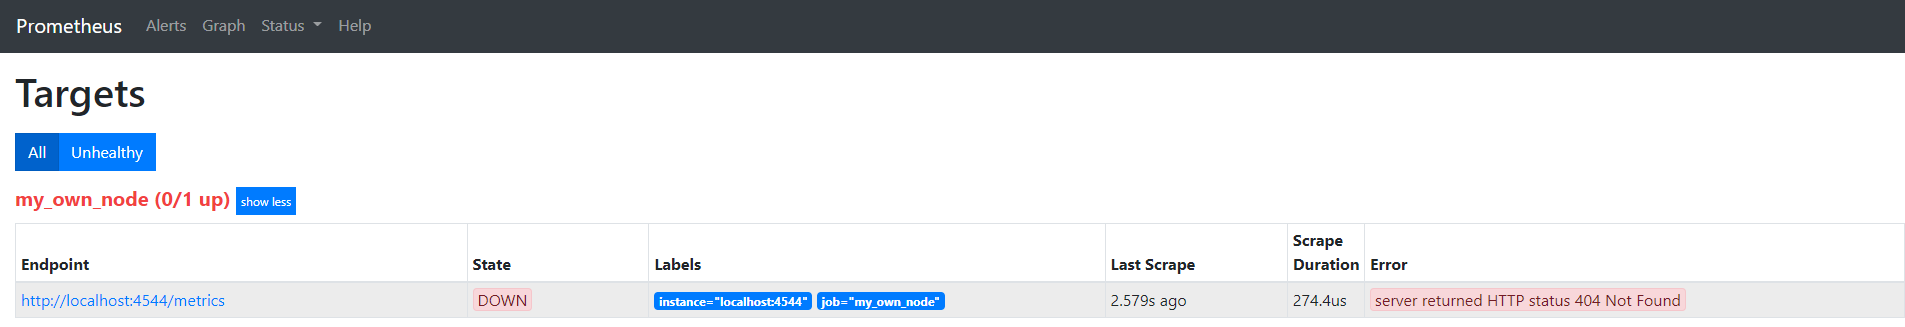 Prometheus Alerts Graph Status Help
Targets
All Unhealthy
my_own_node (0/1 up) show less
Endpoint State Labels Last Scrape Scrape Duration Error
http://localhost:4544/metrics DOWN instance="localhost:4544" job="my_own_node" 2.579s ago 274.4us server returned HTTP status 404 Not Found